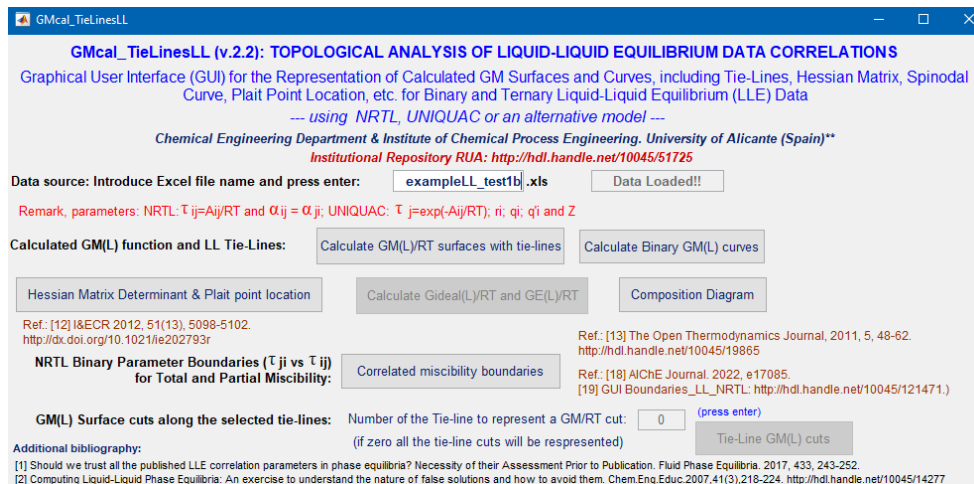 GMcal_TieLinesLL
GMcal_TieLinesLL (v.2.2): TOPOLOGICAL ANALYSIS OF LIQUID-LIQUID EQUILIBRIUM DATA CORRELATIONS
Graphical User Interface (GUI) for the Representation of Calculated GM Surfaces and Curves, including Tie-Lines, Hessian Matrix, Spinodal
Curve, Plait Point Location, etc. for Binary and Ternary Liquid-Liquid Equilibrium (LLE) Data
--- using NRTL, UNIQUAC or an alternative model ---
Chemical Engineering Department & Institute of Chemical Process Engineering. University of Alicante (Spain)**
Institutional Repository RUA: http://hdl.handle.net/10045/51725
Data source: Introduce Excel file name and press enter: exampleLL_test1b .xls Data Loaded!!
Remark, parameters: NRTL: τ ij=Aij/RT and α ij = α ji; UNIQUAC: τ j=exp(-Aij/RT); ri; qi; q'i and Z
Calculated GM(L) function and LL Tie-Lines: Calculate GM(L)/RT surfaces with tie-lines Calculate Binary GM(L) curves
Hessian Matrix Determinant & Plait point location Calculate Gideal(L)/RT and GE(L)/RT Composition Diagram
Ref.: [12] I&ECR 2012, 51(13), 5098-5102.
http://dx.doi.org/10.1021/ie202793r
Ref.: [13] The Open Thermodynamics Journal, 2011, 5, 48-62.
http://hdl.handle.net/10045/19865
NRTL Binary Parameter Boundaries (τ ji vs τ ij)
for Total and Partial Miscibility:
Correlated miscibility boundaries
Ref.: [18] AIChE Journal. 2022, e17085.
[19] GUI Boundaries_LL_NRTL: http://hdl.handle.net/10045/121471.)
GM(L) Surface cuts along the selected tie-lines: Number of the Tie-line to represent a GM/RT cut: 0 (press enter)
(if zero all the tie-line cuts will be respresented) Tie-Line GM(L) cuts
Additional bibliography:
[1] Should we trust all the published LLE correlation parameters in phase equilibria? Necessity of their Assessment Prior to Publication. Fluid Phase Equilibria. 2017, 433, 243-252.
[2] Computing Liquid-Liquid Phase Equilibria: An exercise to understand the nature of false solutions and how to avoid them. Chem.Eng.Educ.2007,41(3),218-224. http://hdl.handle.net/10045/14277